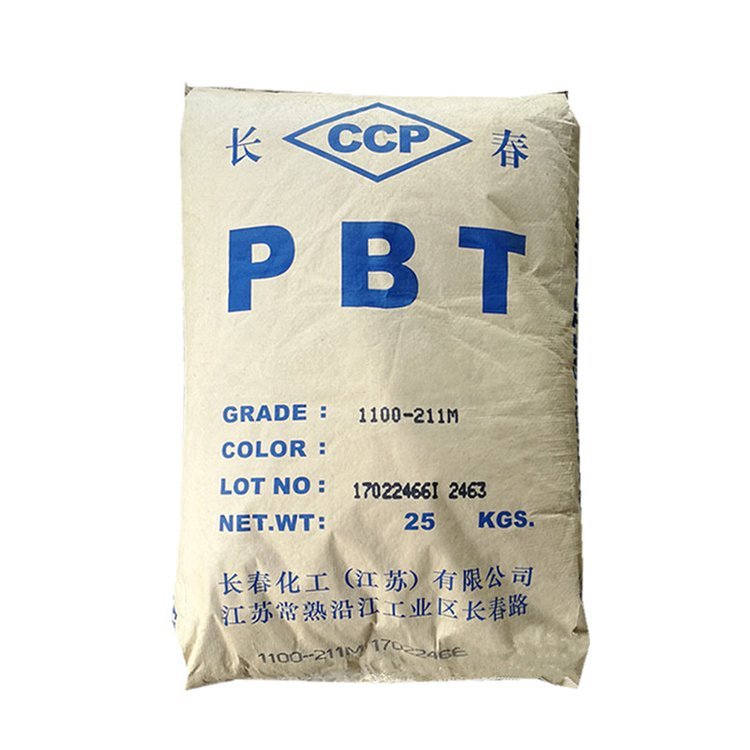 长 CCP 春
PBT
GRADE: 1100-211M
COLOR:
LOT NO: 17022466I 2463
NET.WT: 25 KGS.
长春化工(江苏)有限公司
江苏常熟沿江工业区长春路
1100-211M 17022466